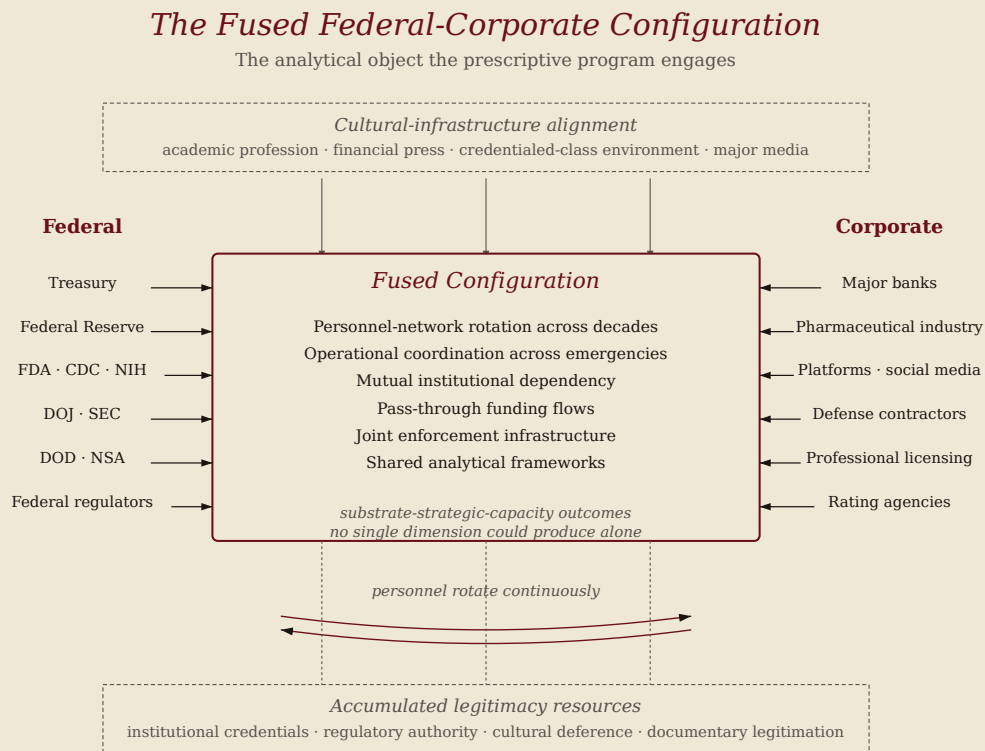 The Fused Federal-Corporate Configuration
The analytical object the prescriptive program engages
Cultural-infrastructure alignment
academic profession · financial press · credentialed-class environment · major media
Federal
Corporate
Treasury
Federal Reserve
FDA · CDC · NIH
DOJ · SEC
DOD · NSA
Federal regulators
Fused Configuration
Personnel-network rotation across decades
Operational coordination across emergencies
Mutual institutional dependency
Pass-through funding flows
Joint enforcement infrastructure
Shared analytical frameworks
substrate-strategic-capacity outcomes
no single dimension could produce alone
Major banks
Pharmaceutical industry
Platforms · social media
Defense contractors
Professional licensing
Rating agencies
personnel rotate continuously
Accumulated legitimacy resources
institutional credentials · regulatory authority · cultural deference · documentary legitimation